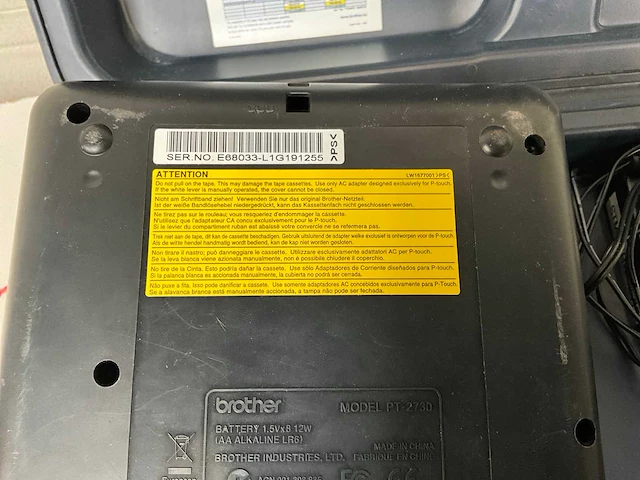 SER.NO. E68033-L1G191255
>PS<
ATTENTION
LW1677001 >PS<
Do not pull on the tape. This may damage the tape cassettes. Use only AC adapter designed exclusively for P-touch.
If the white lever is manually operated, the cover cannot be closed.
Nicht am Schriftband ziehen! Verwenden Sie nur das original Brother-Netzteil.
Ist der weiße Bandlösehebel niedergedrückt, kann das Kassettenfach nicht geschlossen werden.
Ne tirez pas sur le rouleau; vous risqueriez d'endommager la cassette.
N'utilisez que l'adaptateur CA concu exclusivement pour le P-touch.
Si le levier du compartiment ruban est abaissé votre convercle ne se refermera pas.
Trek niet aan de tape, dit kan de cassette beschadigen. Gebruik uitsluitend de adapter welke exclusief is ontworpen voor de P-touch.
Als de witte hendel handmatig wordt bediend, kan de kap niet worden gesloten.
Non tirare il nastro; può danneggiare le cassette. Utilizzare esclusivamente adattatori AC per P-touch.
Se la leva bianca viene azionata manualmente, non é possibile chiudere il coperchio.
No tire de la Cinta. Esto podría dañar la cassete. Use sólo Adaptadores de Corriente diseñados para P-touch.
Si la palanca blanca es accionada manualmente, la cubierta no podrá ser cerrada.
Não puxe a fita, Isso pode danificar a cassete. Use somente adaptadores AC concebidos exclusivamente para P-Touch.
Se a alavanca branca está manualmente accionada, a tampa não pode ser fechada.
brother
MODEL PT-2730
BATTERY 1.5Vx8 12W
(AA ALKALINE LR6)
MADE IN CHINA
BROTHER INDUSTRIES, LTD. FABRIQUÉ EN CHINE